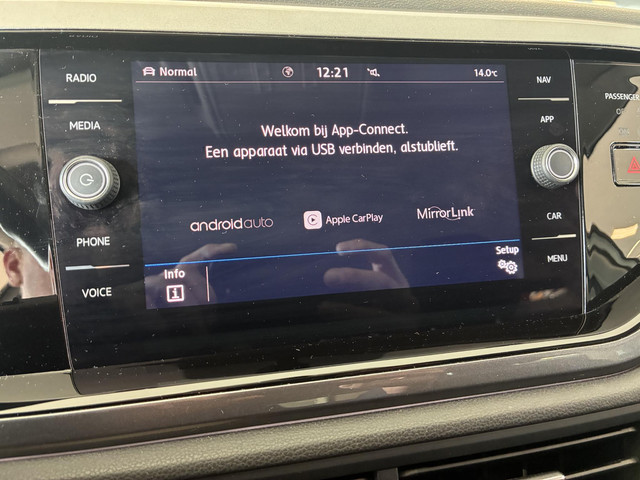 RADIO
MEDIA
PHONE
VOICE
Normal 12:21 14.0°C
Welkom bij App-Connect.
Een apparaat via USB verbinden, alstublieft.
androidauto Apple CarPlay MirrorLink
Info
Setup
NAV
APP
CAR
MENU
PASSENGER